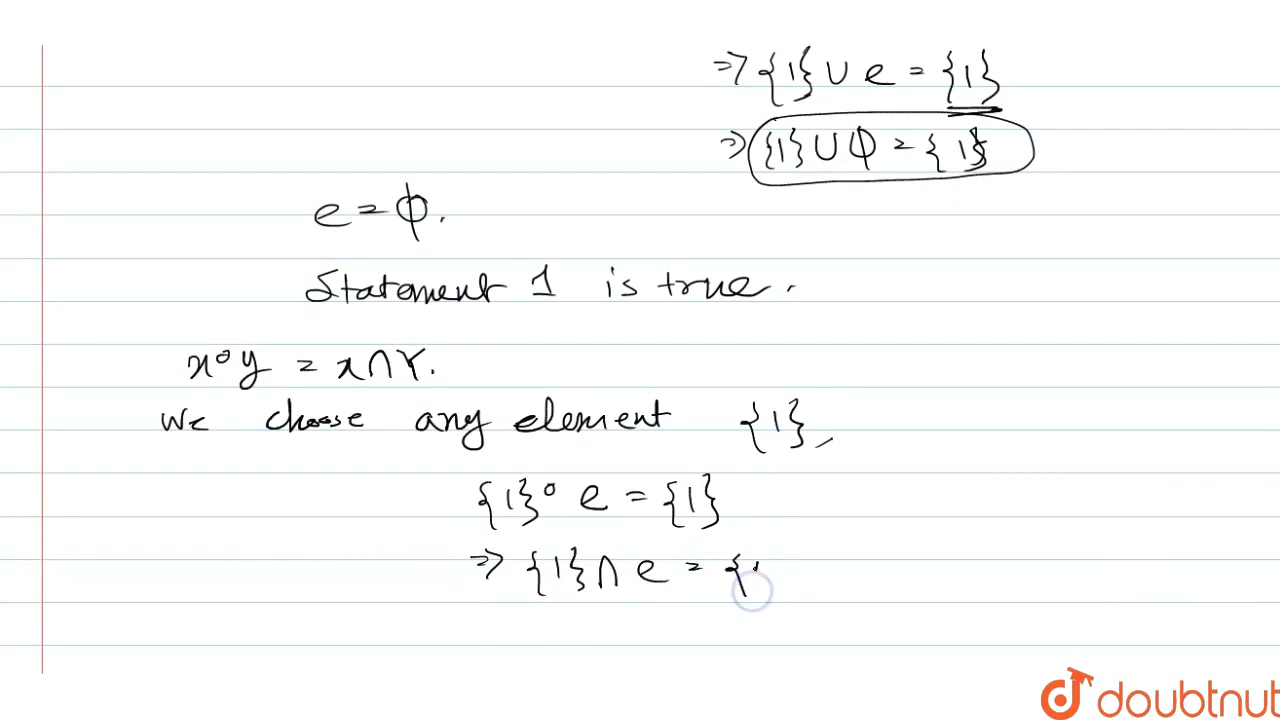 ⇒ {1} ∪ e = {1}
⇒ {1} ∪ ϕ = {1}
e = ϕ.
Statement 1 is true.
x∘y = x∩Y.
We choose any element {1},
{1}∘ e = {1}
⇒ {1} ∩ e = {
doubtnut